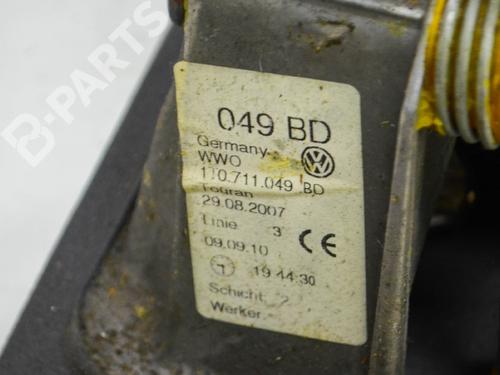 B-PARTS
049 BD
Germany
WWO
1T0.711.049 BD
Touran
29.08.2007
Linie 3
09.09.10 CE
19:44:30
Schicht: 2
Werker: